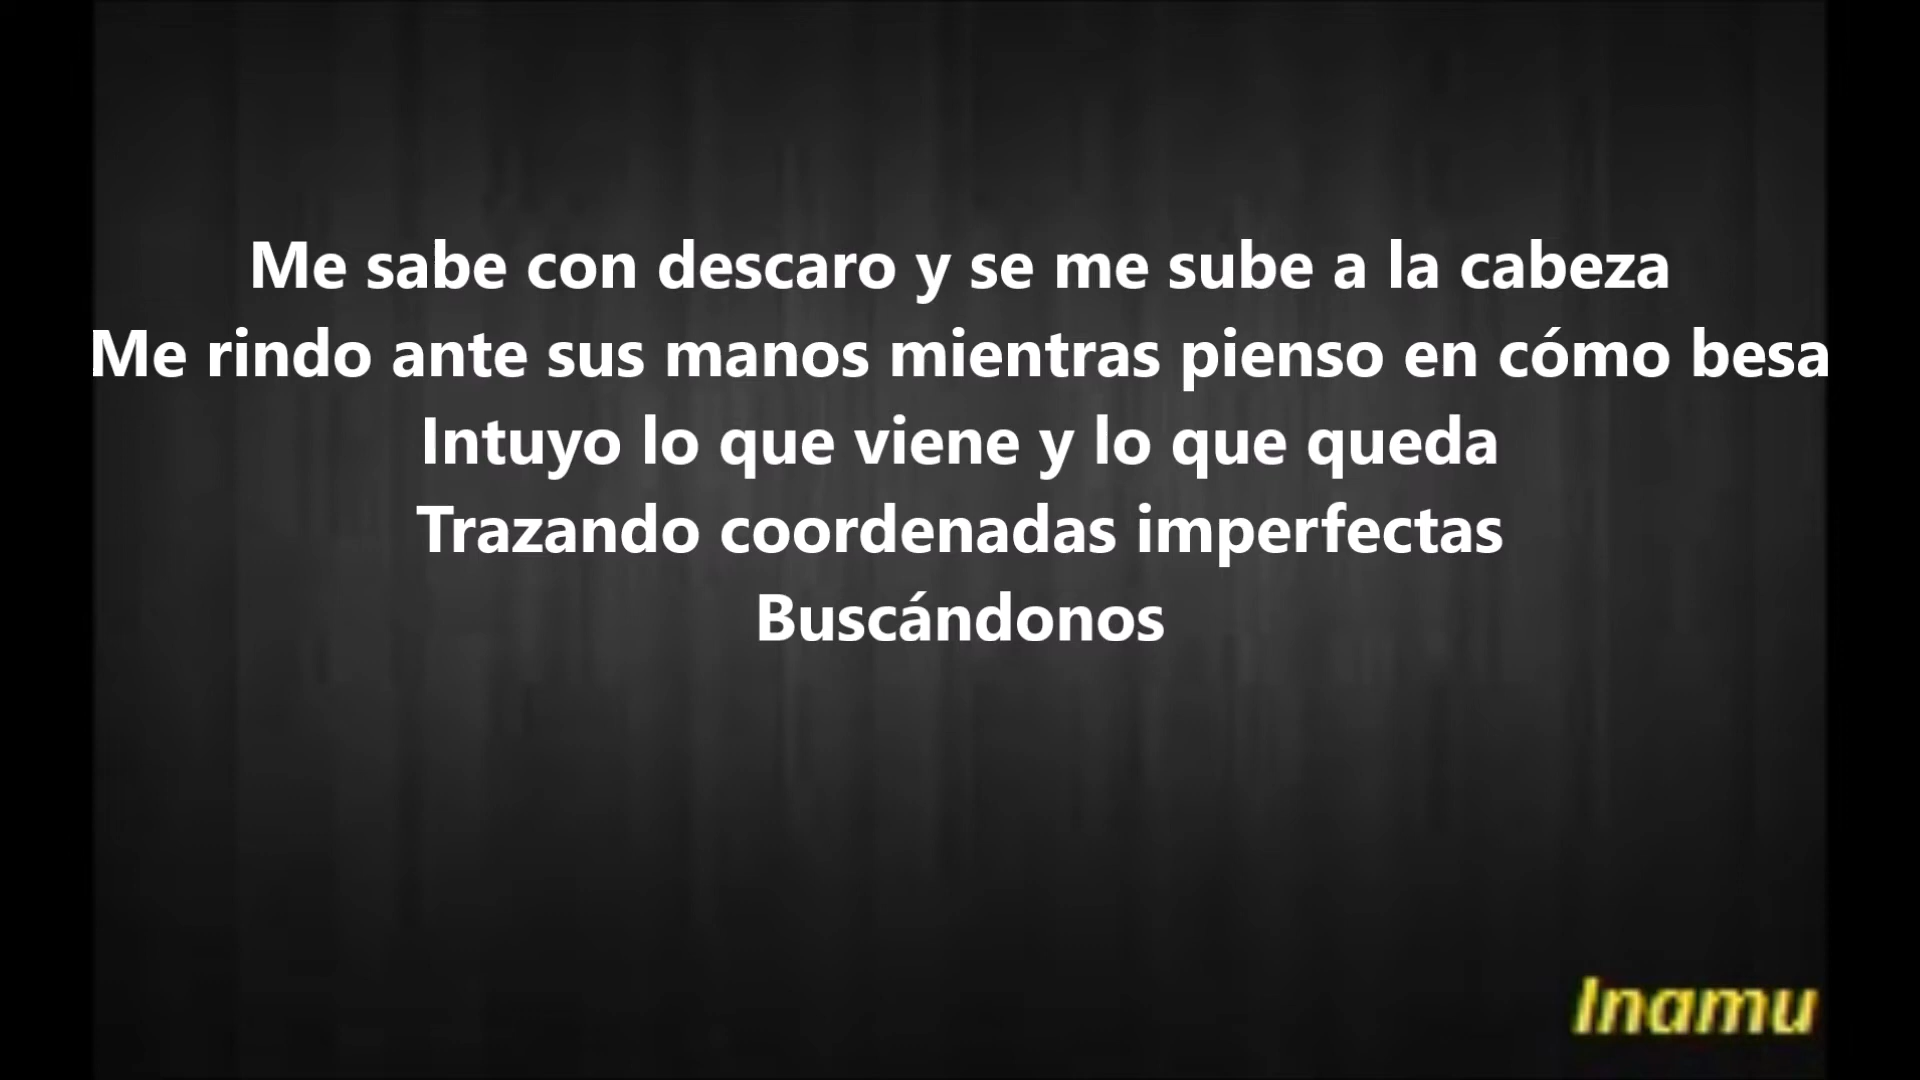 Me sabe con descaro y se me sube a la cabeza
Me rindo ante sus manos mientras pienso en cómo besa
Intuyo lo que viene y lo que queda
Trazando coordenadas imperfectas
Buscándonos
Inamu